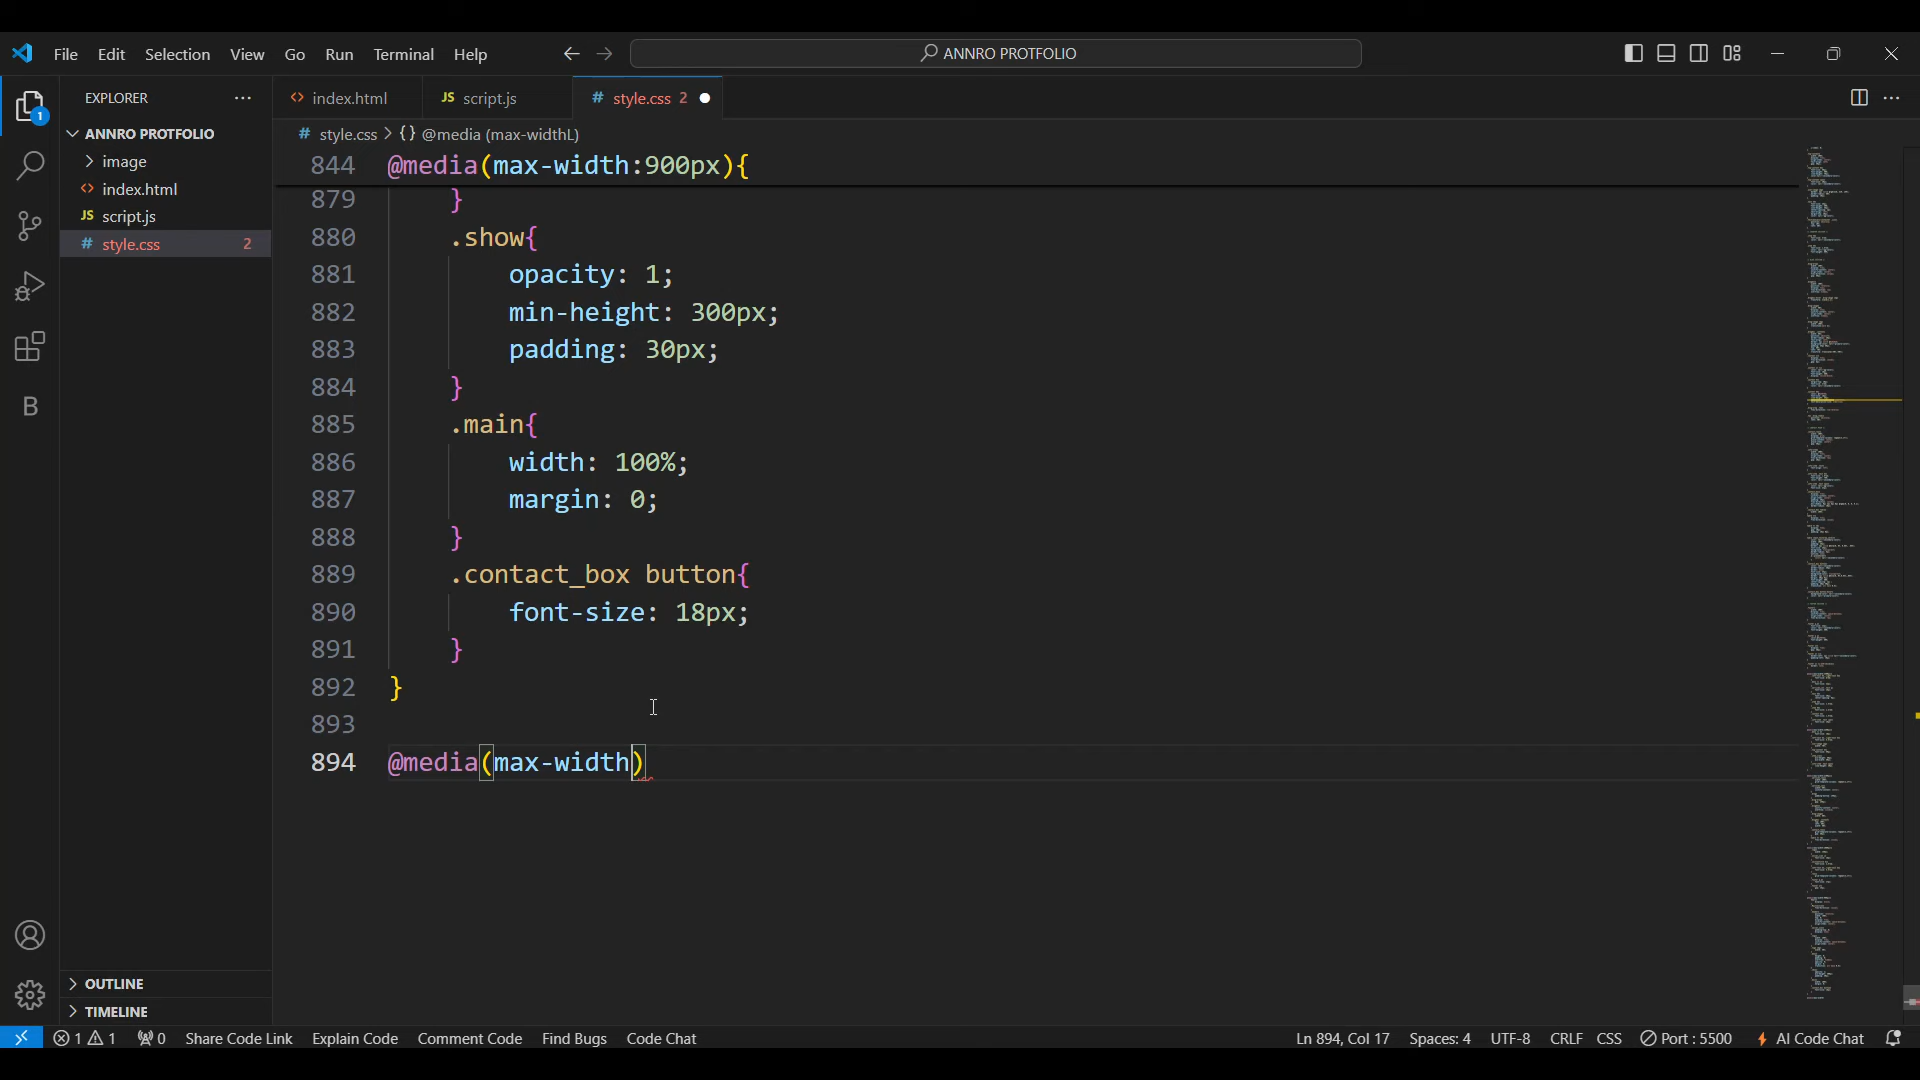 File Edit Selection View Go Run Terminal Help ANNRO PROTFOLIO
EXPLORER
ANNRO PROTFOLIO
image
index.html
JS script.js
# style.css 2
OUTLINE
TIMELINE
1
B
index.html JS script.js # style.css 2
# style.css > {} @media (max-widthL)
844 @media(max-width:900px){
879 }
880 .show{
881 opacity: 1;
882 min-height: 300px;
883 padding: 30px;
884 }
885 .main{
886 width: 100%;
887 margin: 0;
888 }
889 .contact_box button{
890 font-size: 18px;
891 }
892 }
893
894 @media(max-width)
1 1 0 Share Code Link Explain Code Comment Code Find Bugs Code Chat Ln 894, Col 17 Spaces: 4 UTF-8 CRLF CSS Port : 5500 AI Code Chat